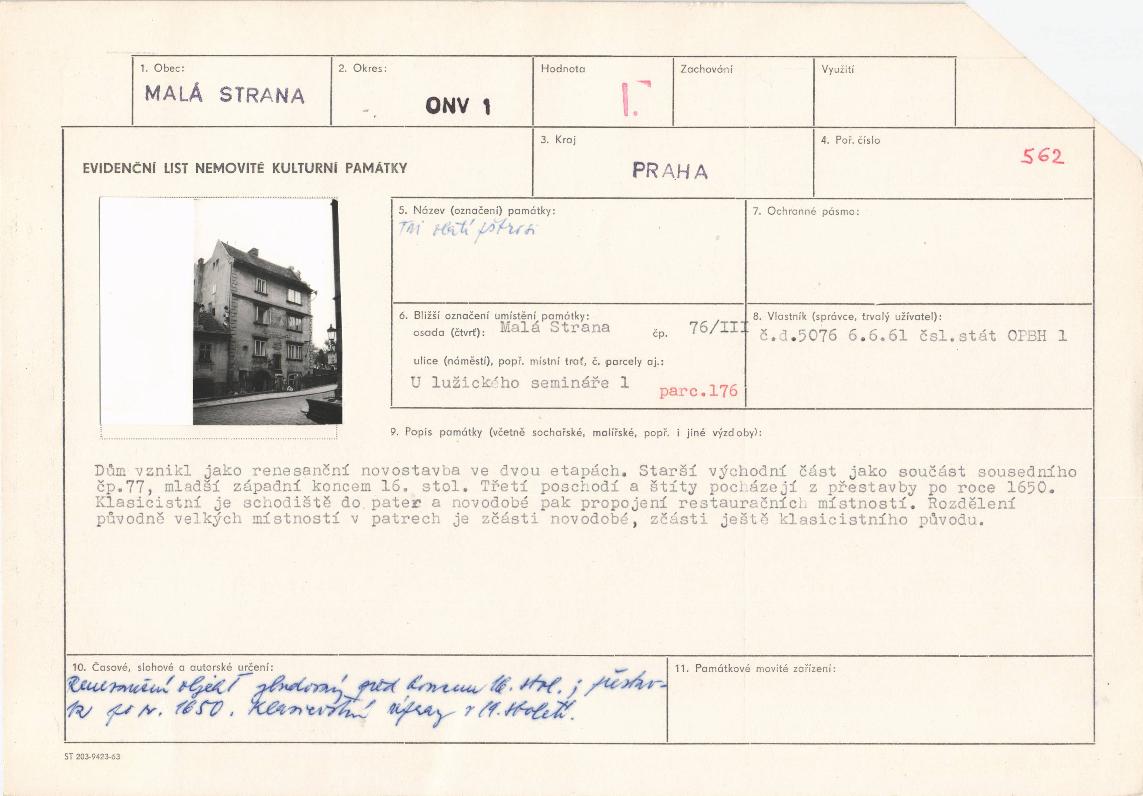 1. Obec:
MALÁ STRANA
2. Okres:
ONV 1
Hodnota
I.
Zachování
Využití
EVIDENČNÍ LIST NEMOVITÉ KULTURNÍ PAMÁTKY
3. Kraj
PRAHA
4. Poř. číslo
562
5. Název (označení) památky:
Tři zlatí pštrosi
7. Ochranné pásmo:
6. Bližší označení umístění památky:
osada (čtvrť): Malá Strana čp. 76/III
ulice (náměstí), popř. místní trať, č. parcely aj.:
U lužického semináře 1
parc.176
8. Vlastník (správce, trvalý uživatel):
č.d.5076 6.6.61 čsl.stát OPBH 1
9. Popis památky (včetně sochařské, malířské, popř. i jiné výzdoby):
Dům vznikl jako renesanční novostavba ve dvou etapách. Starší východní část jako součást sousedního
čp.77, mladší západní koncem 16. stol. Třetí poschodí a štíty pocházejí z přestavby po roce 1650.
Klasicistní je schodiště do pater a novodobé pak propojení restauračních místností. Rozdělení
původně velkých místností v patrech je zčásti novodobé, zčásti ještě klasicistního původu.
10. Časové, slohové a autorské určení:
Renesanční objekt zbudovaný před koncem 16. stol.; přestav-
ba po r. 1650. Klasicistní úpravy v 19. století.
11. Památkové movité zařízení:
ST 203-9423-63